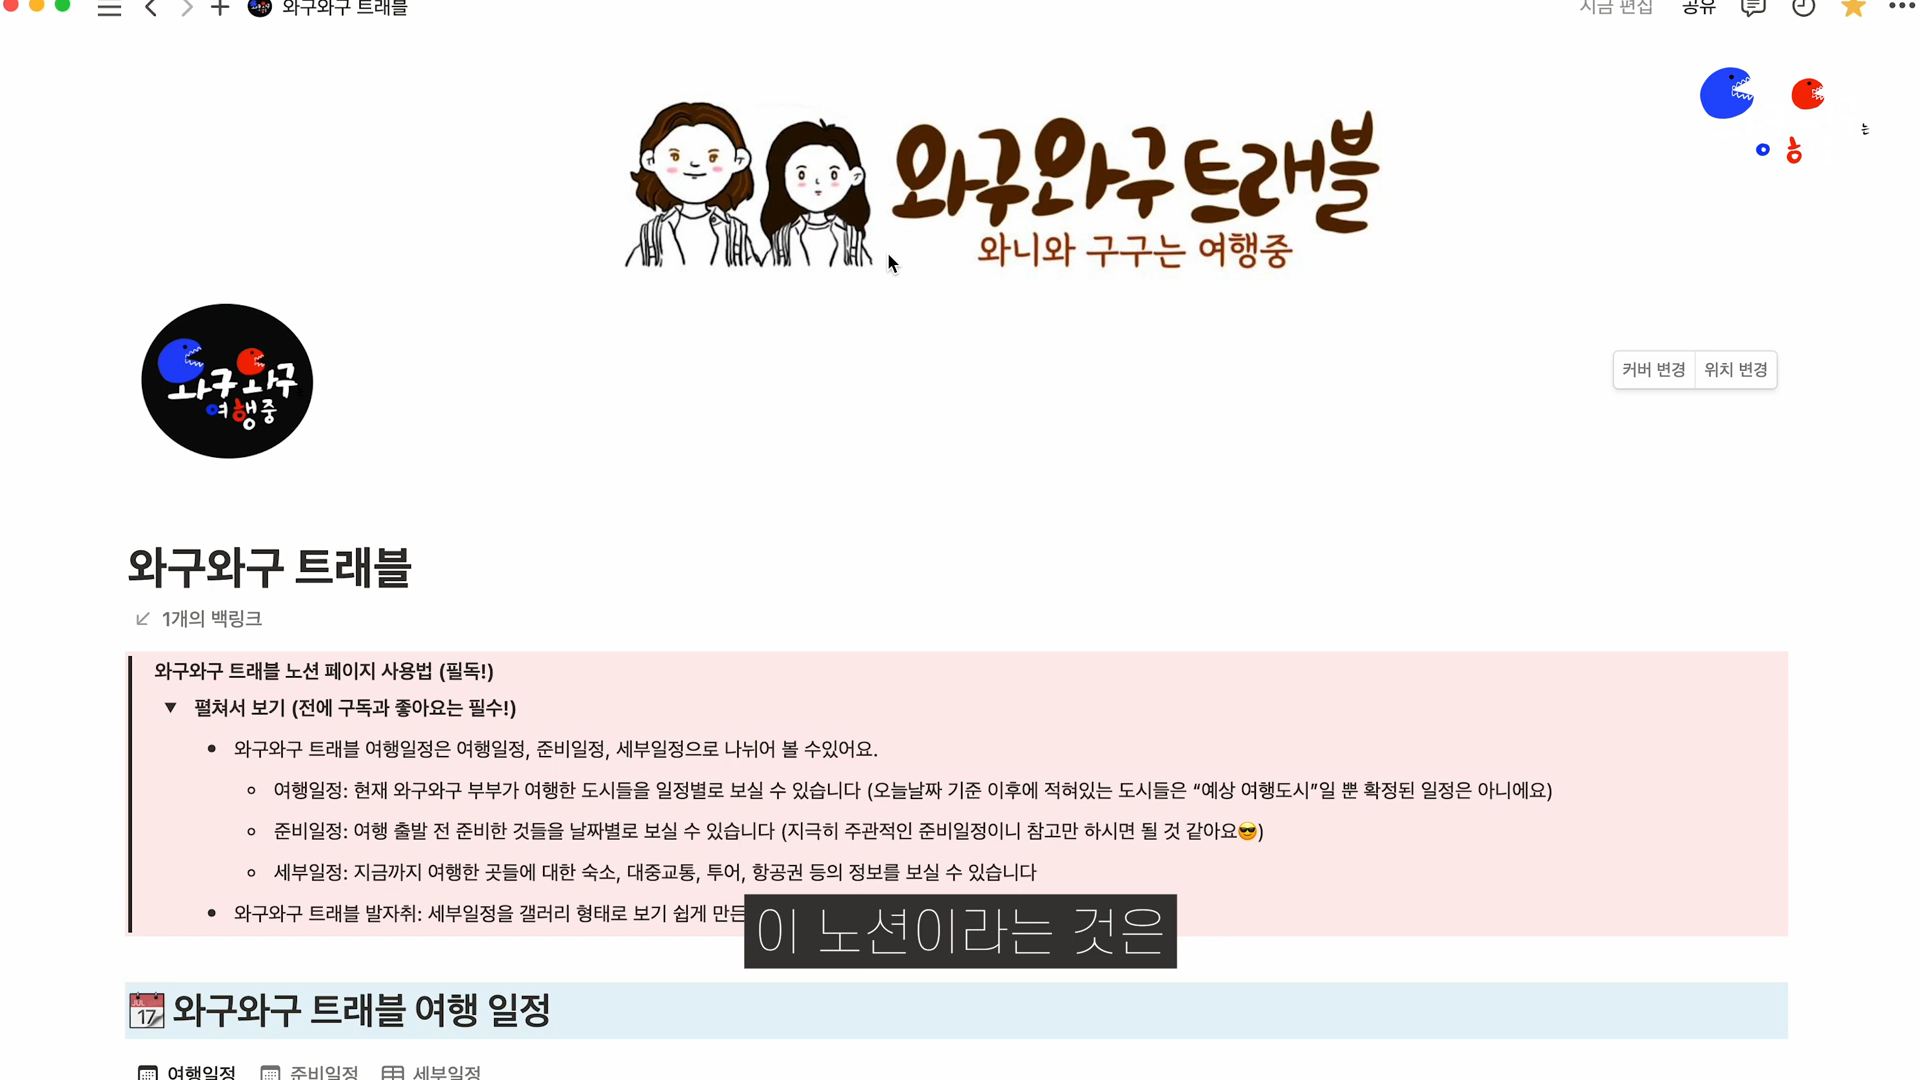 와구와구 트래블
지금 편집 공유
와구와구트래블
와니와 구구는 여행중
는
ㅇ ㅎ
와구와구
여행중
커버 변경 위치 변경
와구와구 트래블
1개의 백링크
와구와구 트래블 노션 페이지 사용법 (필독!)
펼쳐서 보기 (전에 구독과 좋아요는 필수!)
와구와구 트래블 여행일정은 여행일정, 준비일정, 세부일정으로 나뉘어 볼 수있어요.
여행일정: 현재 와구와구 부부가 여행한 도시들을 일정별로 보실 수 있습니다 (오늘날짜 기준 이후에 적혀있는 도시들은 “예상 여행도시”일 뿐 확정된 일정은 아니에요)
준비일정: 여행 출발 전 준비한 것들을 날짜별로 보실 수 있습니다 (지극히 주관적인 준비일정이니 참고만 하시면 될 것 같아요😎)
세부일정: 지금까지 여행한 곳들에 대한 숙소, 대중교통, 투어, 항공권 등의 정보를 보실 수 있습니다
와구와구 트래블 발자취: 세부일정을 갤러리 형태로 보기 쉽게 만든
이 노션이라는 것은
JUL 17 와구와구 트래블 여행 일정
여행일정 준비일정 세부일정